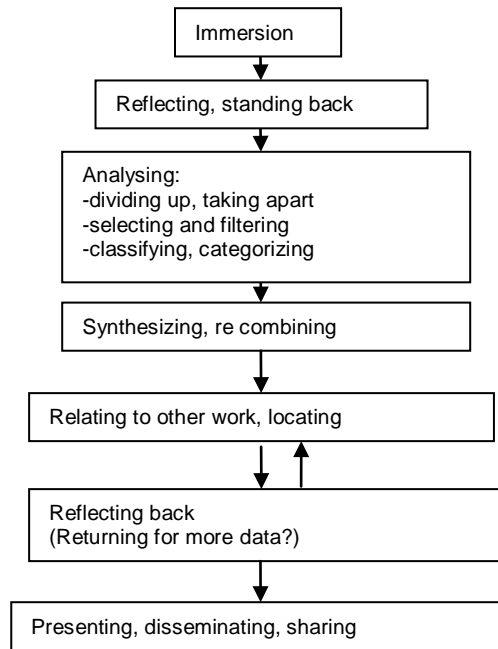 Immersion
Reflecting, standing back
Analysing:
-dividing up, taking apart
-selecting and filtering
-classifying, categorizing
Synthesizing, re combining
Relating to other work, locating
Reflecting back
(Returning for more data?)
Presenting, disseminating, sharing